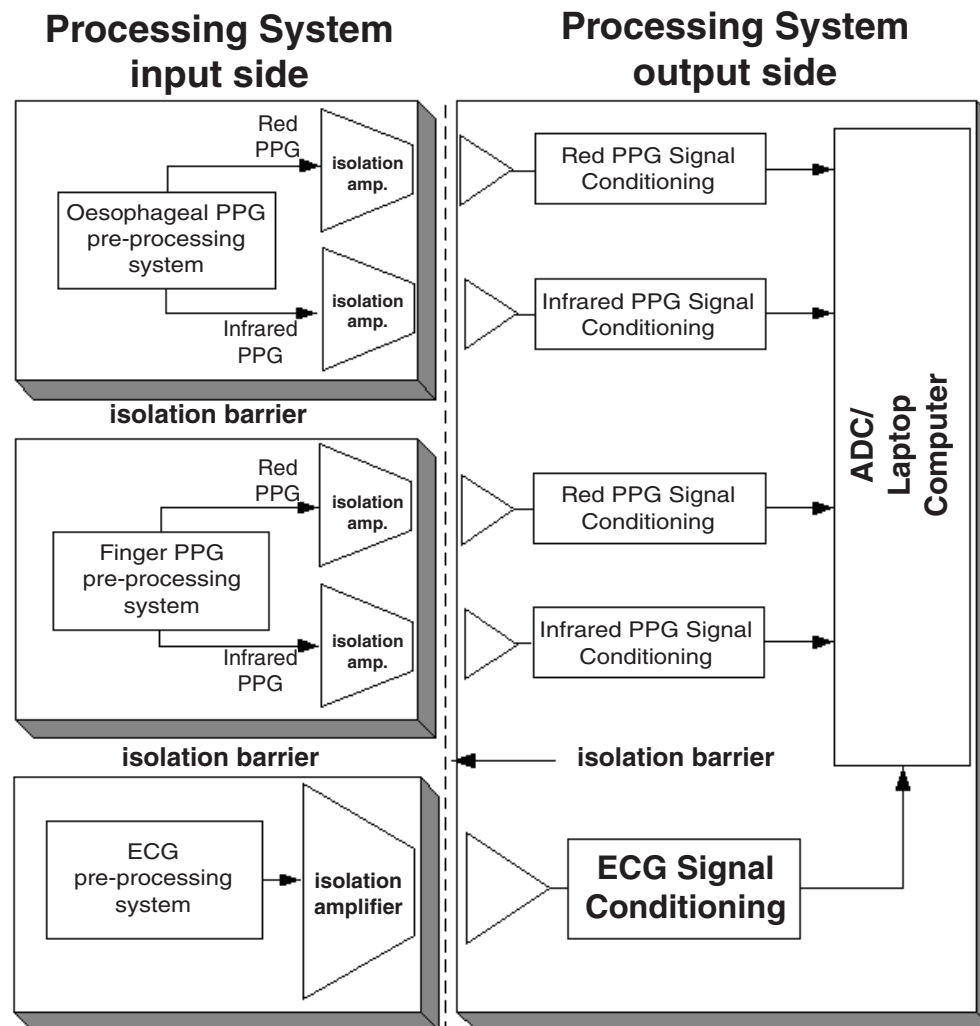 Processing System
input side
Processing System
output side
Red
PPG
isolation
amp.
Oesophageal PPG
pre-processing
system
isolation
amp.
Infrared
PPG
isolation barrier
Red
PPG
isolation
amp.
Finger PPG
pre-processing
system
isolation
amp.
Infrared
PPG
isolation barrier
ECG
pre-processing
system
isolation
amplifier
Red PPG Signal
Conditioning
Infrared PPG Signal
Conditioning
Red PPG Signal
Conditioning
Infrared PPG Signal
Conditioning
isolation barrier
ECG Signal
Conditioning
ADC/
Laptop
Computer